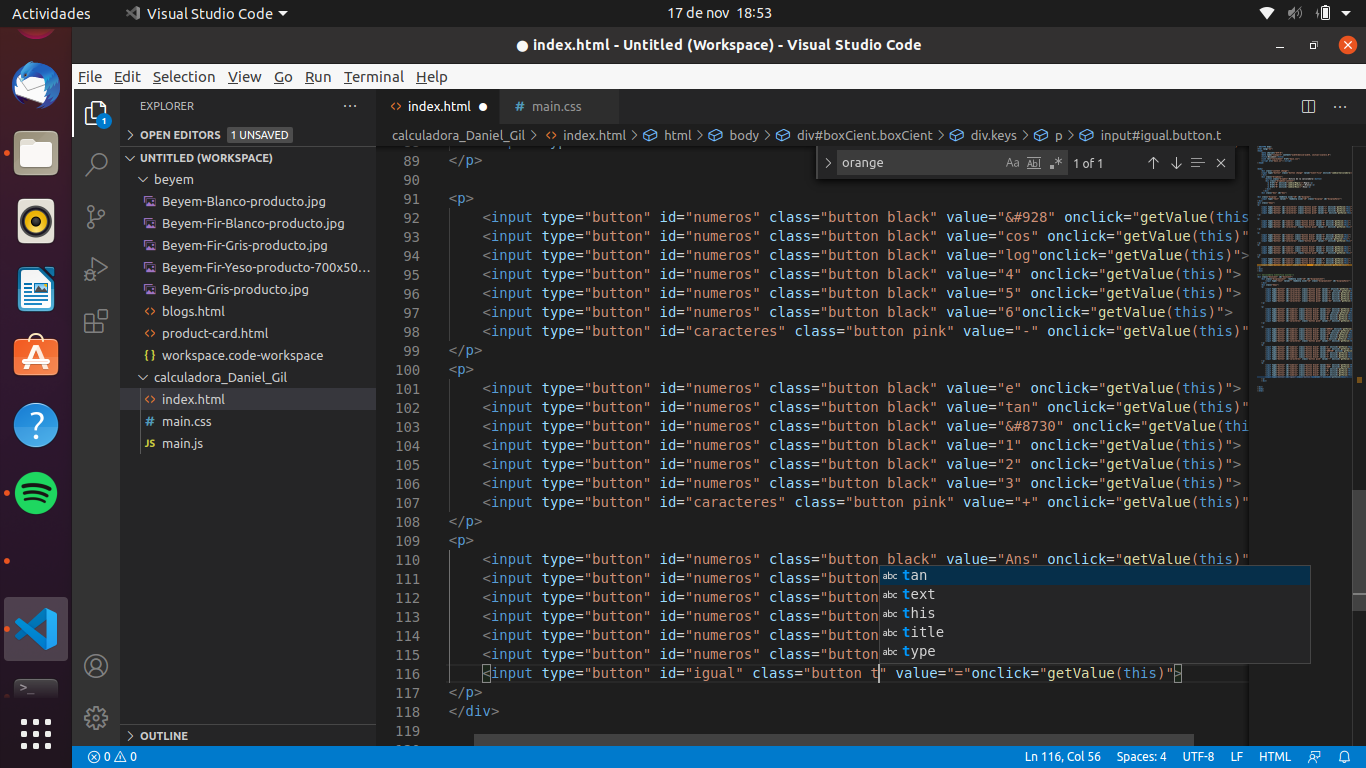 Actividades
Visual Studio Code
17 de nov 18:53
● index.html - Untitled (Workspace) - Visual Studio Code
File Edit Selection View Go Run Terminal Help
EXPLORER
index.html
# main.css
OPEN EDITORS 1 UNSAVED
calculadora_Daniel_Gil > index.html > html > body > div#boxCient.boxCient > div.keys > p > input#igual.button.t
orange
Aa Abl .* 1 of 1
UNTITLED (WORKSPACE)
beyem
Beyem-Blanco-producto.jpg
Beyem-Fir-Blanco-producto.jpg
Beyem-Fir-Gris-producto.jpg
Beyem-Fir-Yeso-producto-700x50...
Beyem-Gris-producto.jpg
blogs.html
product-card.html
{} workspace.code-workspace
calculadora_Daniel_Gil
index.html
# main.css
JS main.js
OUTLINE
1
89 </p>
90
91 <p>
92 <input type="button" id="numeros" class="button black" value="&#928" onclick="getValue(this
93 <input type="button" id="numeros" class="button black" value="cos" onclick="getValue(this)"
94 <input type="button" id="numeros" class="button black" value="log"onclick="getValue(this)">
95 <input type="button" id="numeros" class="button black" value="4" onclick="getValue(this)">
96 <input type="button" id="numeros" class="button black" value="5" onclick="getValue(this)">
97 <input type="button" id="numeros" class="button black" value="6"onclick="getValue(this)">
98 <input type="button" id="caracteres" class="button pink" value="-" onclick="getValue(this)"
99 </p>
100 <p>
101 <input type="button" id="numeros" class="button black" value="e" onclick="getValue(this)">
102 <input type="button" id="numeros" class="button black" value="tan" onclick="getValue(this)"
103 <input type="button" id="numeros" class="button black" value="&#8730" onclick="getValue(thi
104 <input type="button" id="numeros" class="button black" value="1" onclick="getValue(this)">
105 <input type="button" id="numeros" class="button black" value="2" onclick="getValue(this)">
106 <input type="button" id="numeros" class="button black" value="3" onclick="getValue(this)">
107 <input type="button" id="caracteres" class="button pink" value="+" onclick="getValue(this)"
108 </p>
109 <p>
110 <input type="button" id="numeros" class="button black" value="Ans" onclick="getValue(this)"
111 <input type="button" id="numeros" class="button
112 <input type="button" id="numeros" class="button
113 <input type="button" id="numeros" class="button
114 <input type="button" id="numeros" class="button
115 <input type="button" id="numeros" class="button
abc tan
abc text
abc this
abc title
abc type
116 <input type="button" id="igual" class="button t" value="="onclick="getValue(this)">
117 </p>
118 </div>
119
0 0
Ln 116, Col 56 Spaces: 4 UTF-8 LF HTML